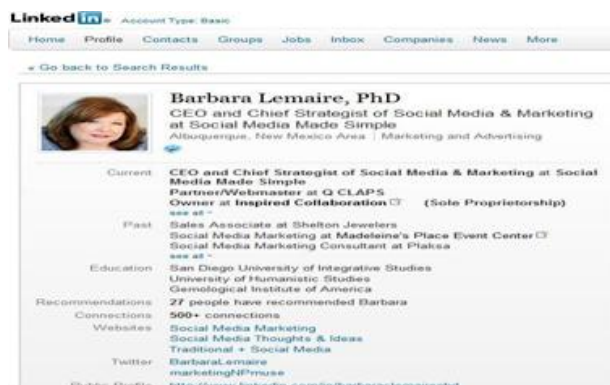 Linked in Account Type: Basic
Home Profile Contacts Groups Jobs Inbox Companies News More
« Go back to Search Results
Barbara Lemaire, PhD
CEO and Chief Strategist of Social Media & Marketing
at Social Media Made Simple
Albuquerque, New Mexico Area | Marketing and Advertising
Current CEO and Chief Strategist of Social Media & Marketing at Social
Media Made Simple
Partner/Webmaster at Q CLAPS
Owner at Inspired Collaboration (Sole Proprietorship)
see all
Past Sales Associate at Shelton Jewelers
Social Media Marketing at Madeleine's Place Event Center
Social Media Marketing Consultant at Plaksa
see all
Education San Diego University of Integrative Studies
University of Humanistic Studies
Gemological Institute of America
Recommendations 27 people have recommended Barbara
Connections 500+ connections
Websites Social Media Marketing
Social Media Thoughts & Ideas
Traditional + Social Media
Twitter BarbaraLemaire
marketingNPmuse
Public Profile